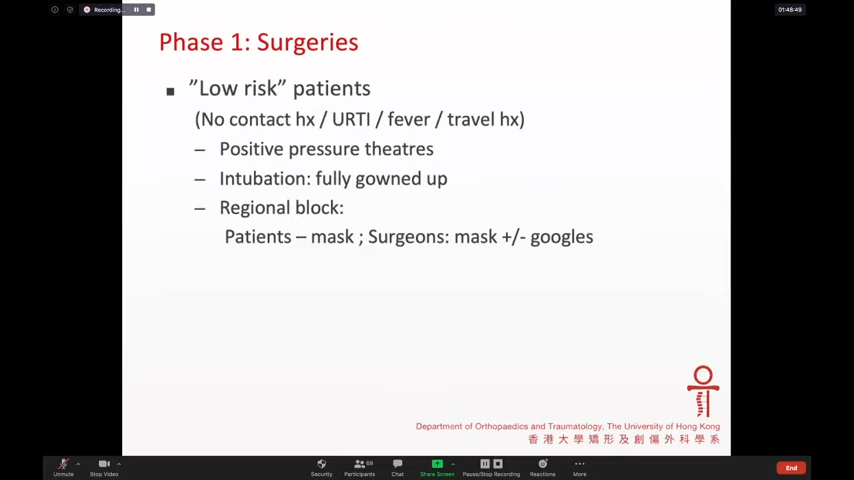 Recording...
01:48:49
Phase 1: Surgeries
”Low risk” patients
(No contact hx / URTI / fever / travel hx)
– Positive pressure theatres
– Intubation: fully gowned up
– Regional block:
Patients – mask ; Surgeons: mask +/- googles
Department of Orthopaedics and Traumatology, The University of Hong Kong
香港大學矯形及創傷外科學系
Unmute
Stop Video
Security
Participants
68
Chat
Share Screen
Pause/Stop Recording
Reactions
More
End